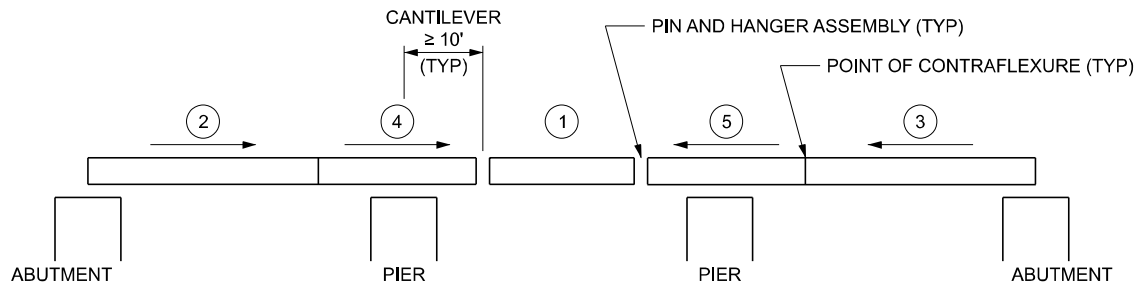 CANTILEVER
≥ 10'
(TYP)
PIN AND HANGER ASSEMBLY (TYP)
POINT OF CONTRAFLEXURE (TYP)
2
4
1
5
3
ABUTMENT
PIER
PIER
ABUTMENT